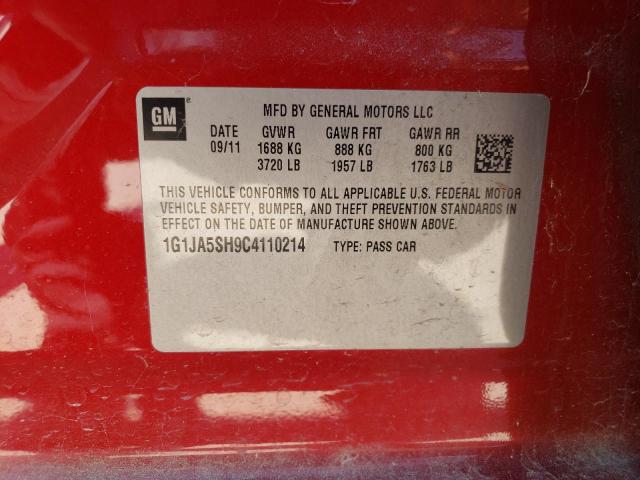 GM
MFD BY GENERAL MOTORS LLC
DATE GVWR GAWR FRT GAWR RR
09/11 1688 KG 888 KG 800 KG
3720 LB 1957 LB 1763 LB
THIS VEHICLE CONFORMS TO ALL APPLICABLE U.S. FEDERAL MOTOR
VEHICLE SAFETY, BUMPER, AND THEFT PREVENTION STANDARDS IN
EFFECT ON THE DATE OF MANUFACTURE SHOWN ABOVE.
1G1JA5SH9C4110214 TYPE: PASS CAR